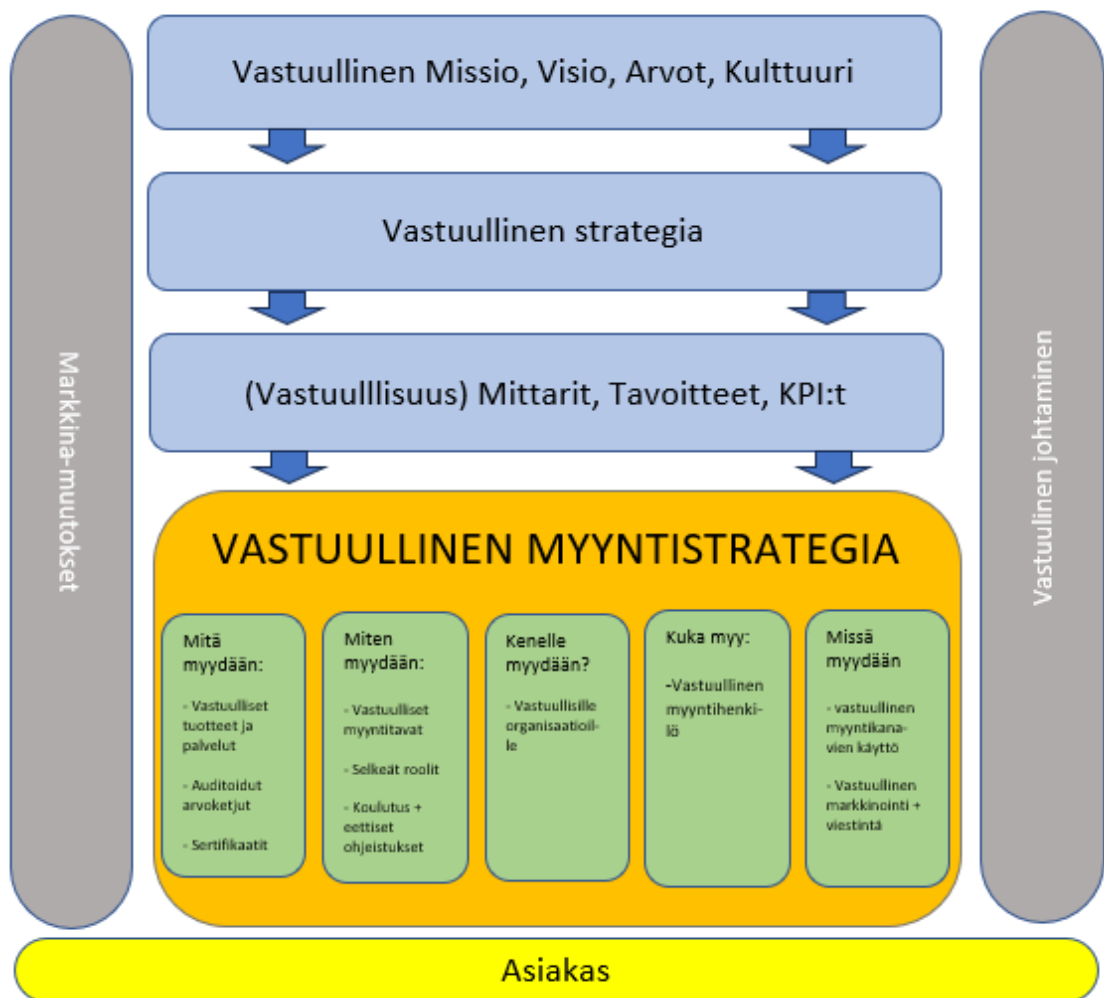 Vastuullinen Missio, Visio, Arvot, Kulttuuri
Vastuullinen strategia
(Vastuulllisuus) Mittarit, Tavoitteet, KPI:t
Markkina-muutokset
Vastuulinen johtaminen
VASTUULLINEN MYYNTISTRATEGIA
Mitä
myydään:
- Vastuulliset
tuotteet ja
palvelut
- Auditoidut
arvoketjut
- Sertifikaatit
Miten
myydään:
- Vastuulliset
myyntitavat
- Selkeät roolit
- Koulutus +
eettiset
ohjeistukset
Kenelle
myydään?
- Vastuullisille
organisaatioil-
le
Kuka myy:
-Vastuullinen
myyntihenki-
lö
Missä
myydään
- vastuullinen
myyntikana-
vien käyttö
- Vastuullinen
markkinointi +
viestintä
Asiakas